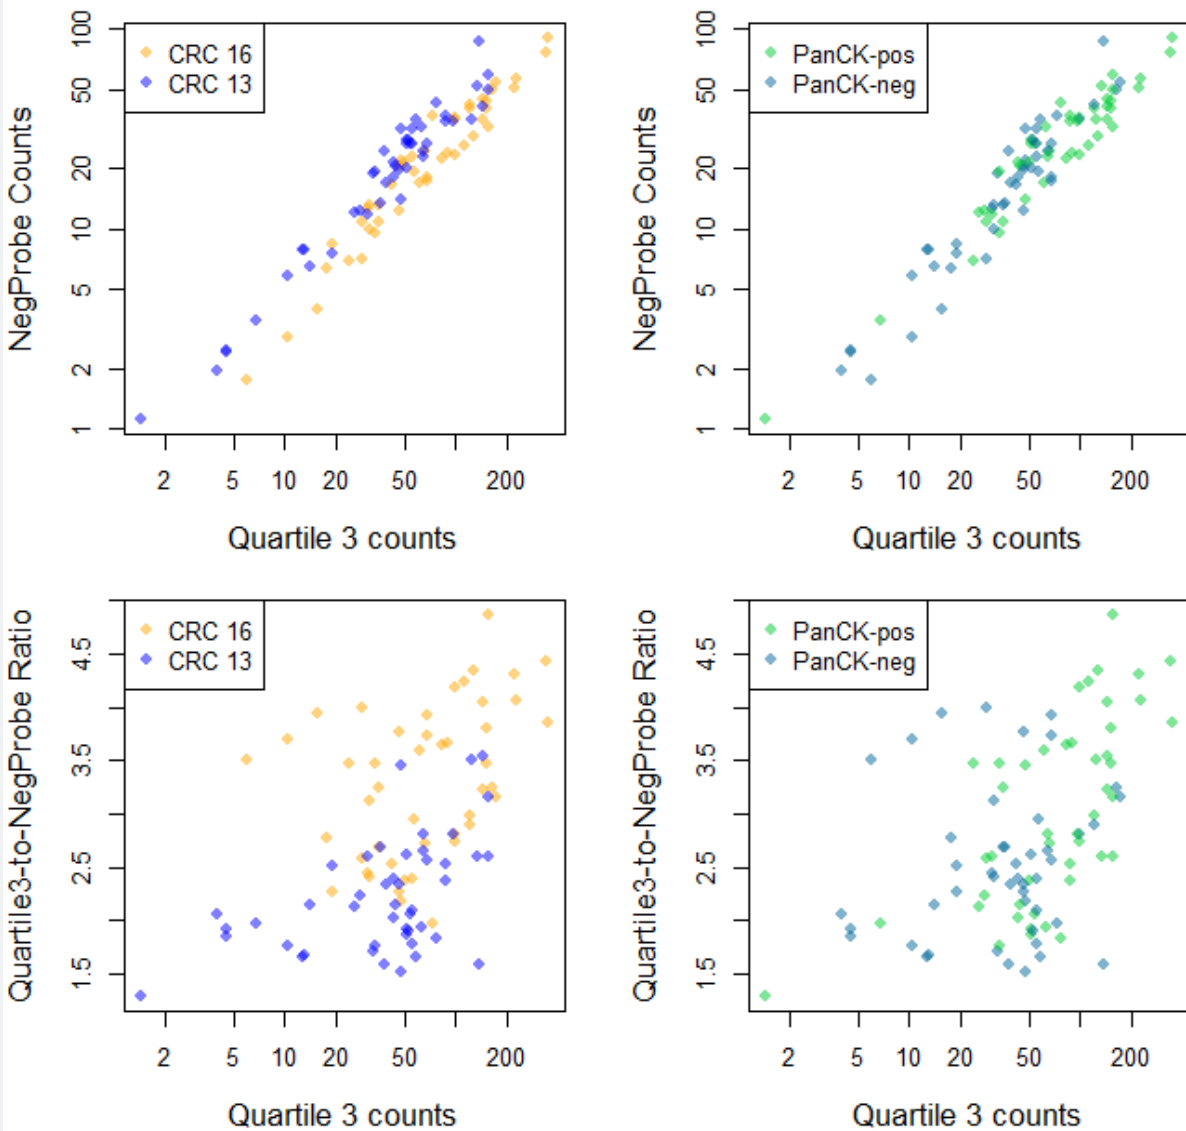 CRC 16
CRC 13
NegProbe Counts
100
50
20
10
5
2
1
2 5 10 20 50 200
Quartile 3 counts
PanCK-pos
PanCK-neg
NegProbe Counts
100
50
20
10
5
2
1
2 5 10 20 50 200
Quartile 3 counts
CRC 16
CRC 13
Quartile3-to-NegProbe Ratio
4.5
3.5
2.5
1.5
2 5 10 20 50 200
Quartile 3 counts
PanCK-pos
PanCK-neg
Quartile3-to-NegProbe Ratio
4.5
3.5
2.5
1.5
2 5 10 20 50 200
Quartile 3 counts